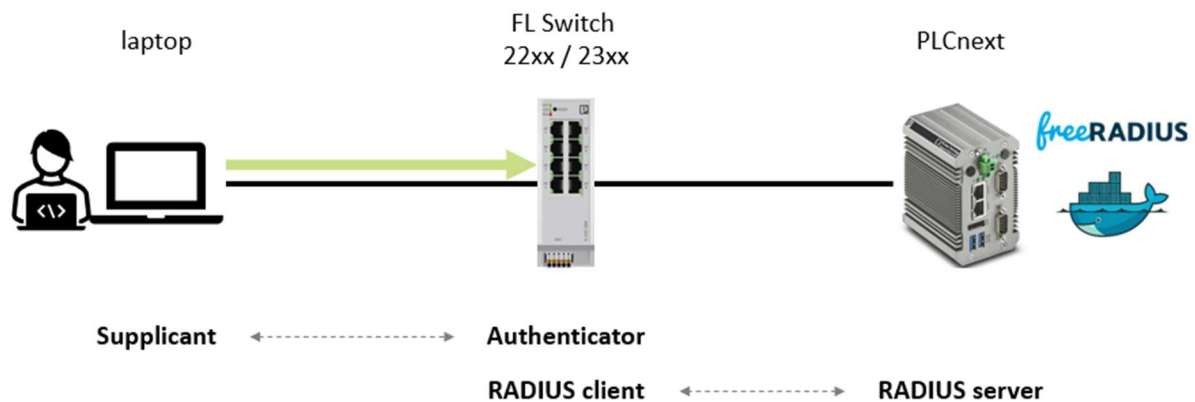 laptop
FL Switch
22xx / 23xx
PLCnext
freeRADIUS
Supplicant
Authenticator
RADIUS client
RADIUS server